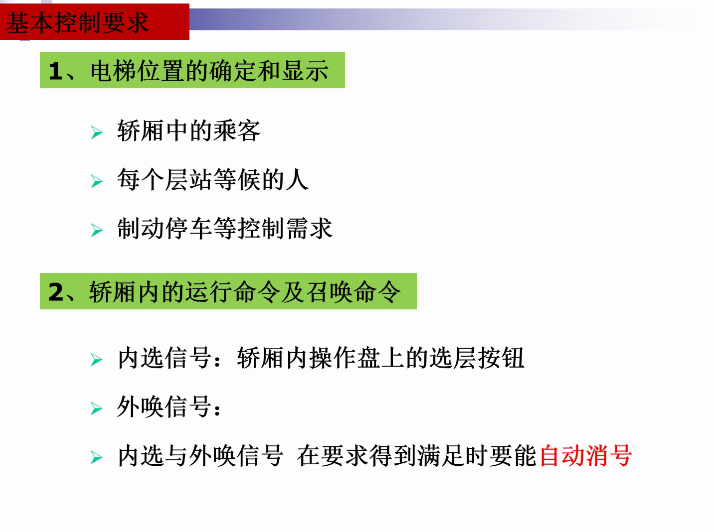 基本控制要求
1、电梯位置的确定和显示
轿厢中的乘客
每个层站等候的人
制动停车等控制需求
2、轿厢内的运行命令及召唤命令
内选信号：轿厢内操作盘上的选层按钮
外唤信号：
内选与外唤信号 在要求得到满足时要能自动消号